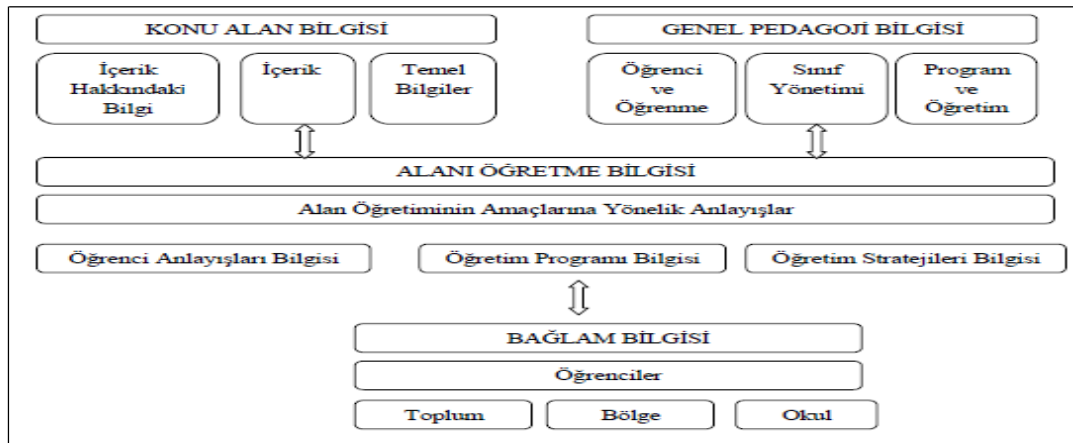 KONU ALAN BİLGİSİ
GENEL PEDAGOJİ BİLGİSİ
İçerik
Hakkındaki
Bilgi
İçerik
Temel
Bilgiler
Öğrenci
ve
Öğrenme
Sınıf
Yönetimi
Program
ve
Öğretim
ALANI ÖĞRETME BİLGİSİ
Alan Öğretiminin Amaçlarına Yönelik Anlayışlar
Öğrenci Anlayışları Bilgisi
Öğretim Programı Bilgisi
Öğretim Stratejileri Bilgisi
BAĞLAM BİLGİSİ
Öğrenciler
Toplum
Bölge
Okul